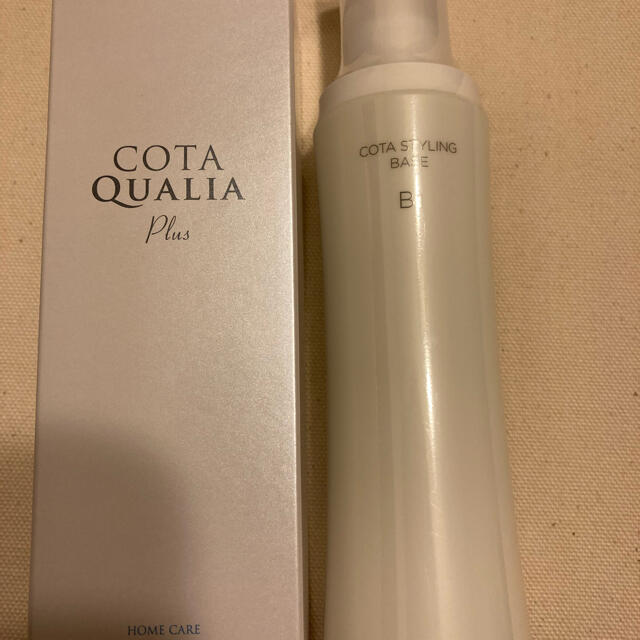 COTA
QUALIA
Plus
HOME CARE
COTA STYLING
BASE
B